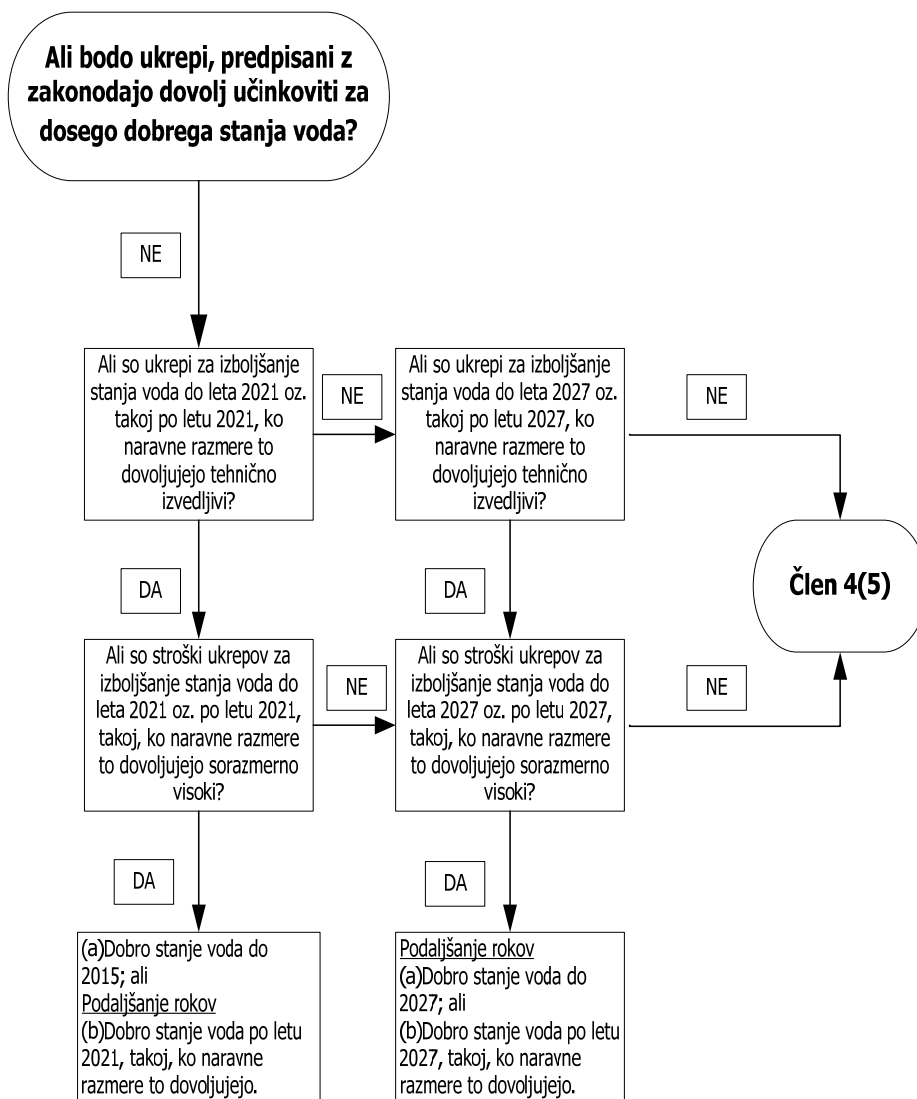 Ali bodo ukrepi, predpisani z
zakonodajo dovolj učinkoviti za
dosego dobrega stanja voda?
NE
Ali so ukrepi za izboljšanje
stanja voda do leta 2021 oz.
takoj po letu 2021, ko
naravne razmere to
dovoljujejo tehnično
izvedljivi?
NE
Ali so ukrepi za izboljšanje
stanja voda do leta 2027 oz.
takoj po letu 2027, ko
naravne razmere to
dovoljujejo tehnično
izvedljivi?
NE
DA
DA
Člen 4(5)
Ali so stroški ukrepov za
izboljšanje stanja voda do
leta 2021 oz. po letu 2021,
takoj, ko naravne razmere
to dovoljujejo sorazmerno
visoki?
NE
Ali so stroški ukrepov za
izboljšanje stanja voda do
leta 2027 oz. po letu 2027,
takoj, ko naravne razmere
to dovoljujejo sorazmerno
visoki?
NE
DA
DA
(a)Dobro stanje voda do
2015; ali
Podaljšanje rokov
(b)Dobro stanje voda po letu
2021, takoj, ko naravne
razmere to dovoljujejo.
Podaljšanje rokov
(a)Dobro stanje voda do
2027; ali
(b)Dobro stanje voda po letu
2027, takoj, ko naravne
razmere to dovoljujejo.